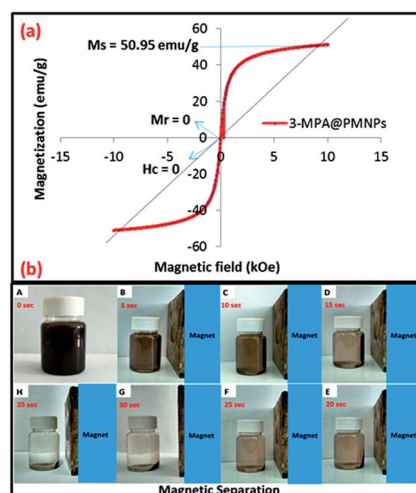 (a)
Ms = 50.95 emu/g
Mr = 0
Hc = 0
3-MPA@PMNPs
Magnetization (emu/g)
60
40
20
0
-20
-40
-60
-15 -10 -5 0 5 10 15
Magnetic field (kOe)
(b)
A 0 sec
B 5 sec Magnet
C 10 sec Magnet
D 15 sec Magnet
H 35 sec Magnet
G 30 sec Magnet
F 25 sec Magnet
E 20 sec Magnet
Magnetic Separation